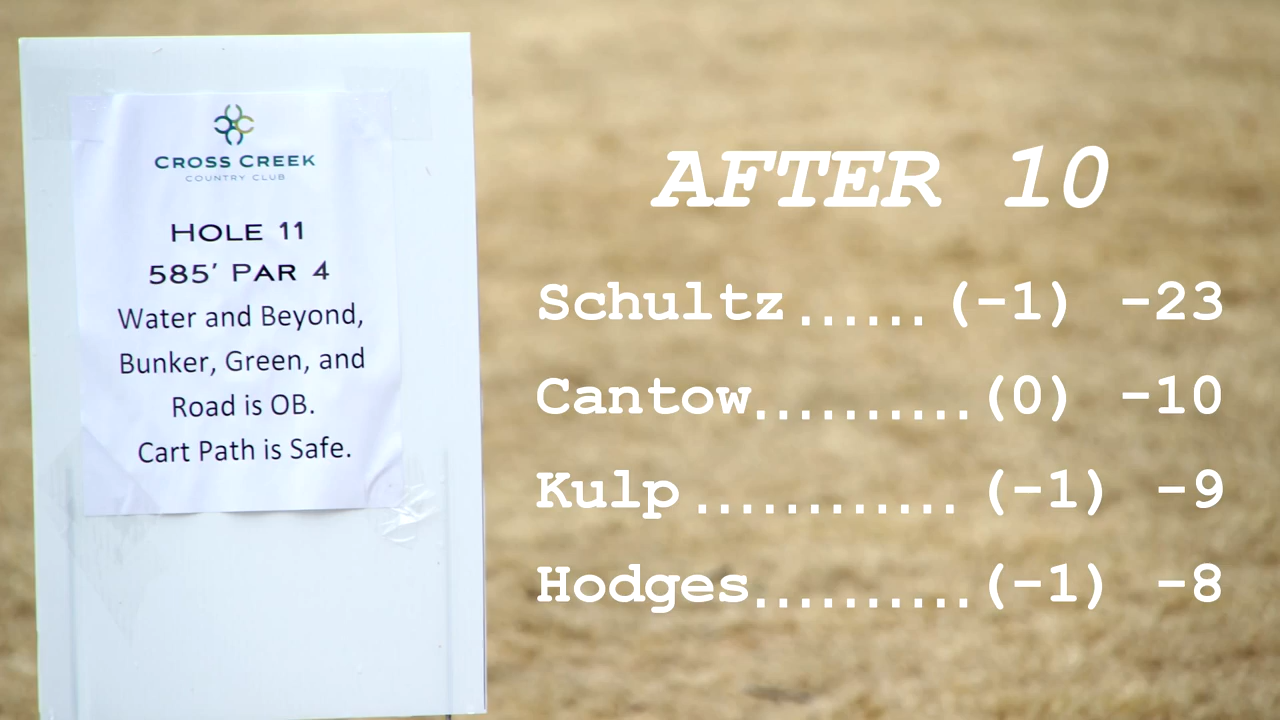 CROSS CREEK
COUNTRY CLUB
HOLE 11
585' PAR 4
Water and Beyond,
Bunker, Green, and
Road is OB.
Cart Path is Safe.
AFTER 10
Schultz ...... (-1) -23
Cantow..........(0) -10
Kulp ............ (-1) -9
Hodges..........(-1) -8